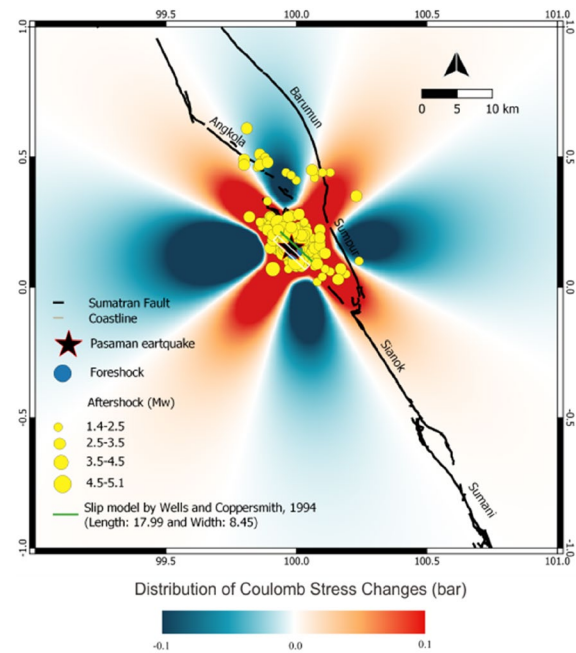 99.5 100.0 100.5 101.0
1.0 1.0
0 5 10 km
Barumun
Angkola
0.5 0.5
Sumpur
0.0 0.0
Sumatran Fault
Coastline
Pasaman eartquake
Sianok
Foreshock
Aftershock (Mw)
1.4-2.5
2.5-3.5
3.5-4.5
4.5-5.1
-0.5 -0.5
Sumani
Slip model by Wells and Coppersmith, 1994
(Length: 17.99 and Width: 8.45)
-1.0 -1.0
99.5 100.0 100.5 101.0
Distribution of Coulomb Stress Changes (bar)
-0.1 0.0 0.1